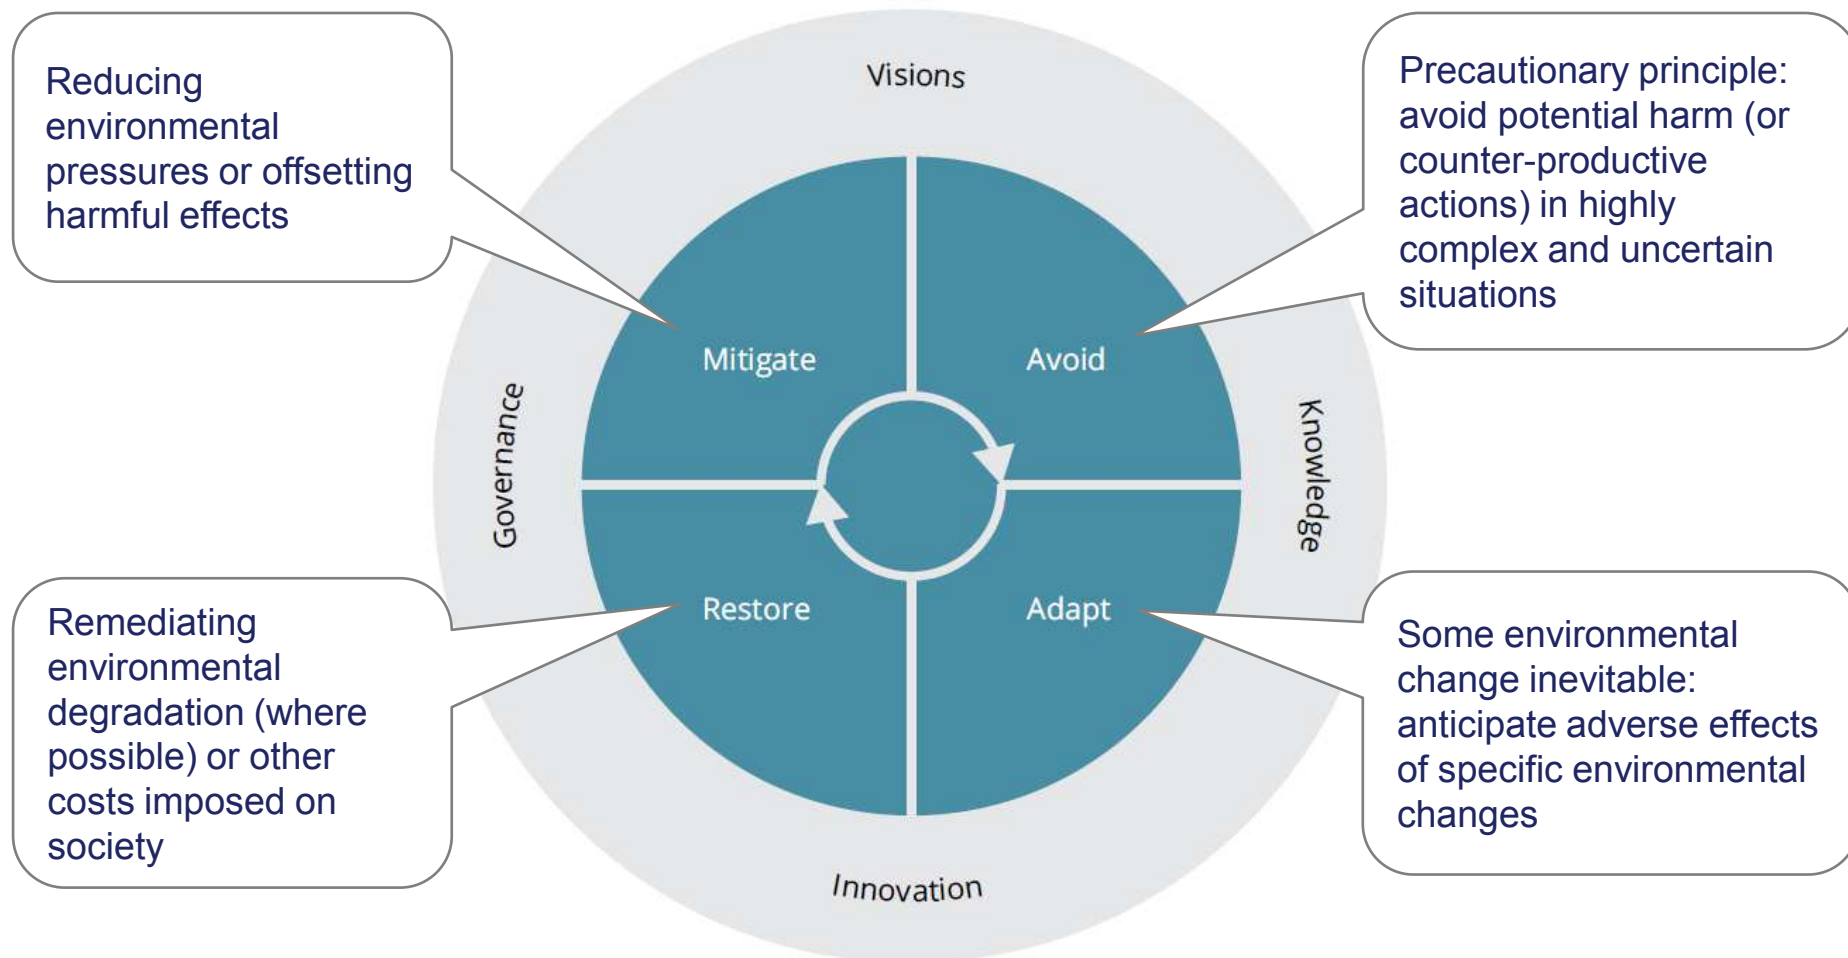 Reducing
environmental
pressures or offsetting
harmful effects
Visions
Precautionary principle:
avoid potential harm (or
counter-productive
actions) in highly
complex and uncertain
situations
Mitigate
Avoid
Governance
Knowledge
Restore
Adapt
Remediating
environmental
degradation (where
possible) or other
costs imposed on
society
Some environmental
change inevitable:
anticipate adverse effects
of specific environmental
changes
Innovation